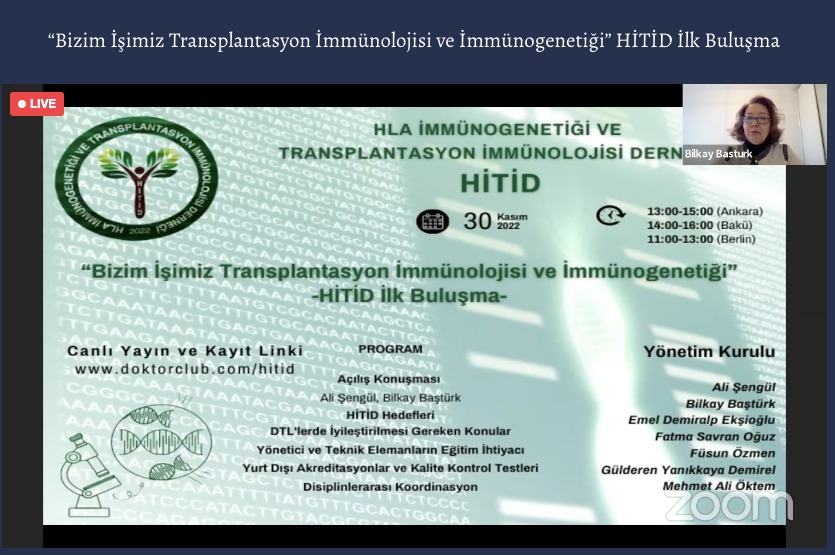 “Bizim İşimiz Transplantasyon İmmünolojisi ve İmmünogenetiği” HİTİD İlk Buluşma
LIVE
HLA İMMÜNOGENETİĞİ VE
TRANSPLANTASYON İMMÜNOLOJİSİ DERN
HİTİD
Bilkay Basturk
HLA İMMÜNOGENETİĞİ VE TRANSPLANTASYON İMMÜNOLOJİSİ DERNEĞİ
HİTİD
2022
30 Kasım
2022
13:00-15:00 (Ankara)
14:00-16:00 (Bakü)
11:00-13:00 (Berlin)
“Bizim İşimiz Transplantasyon İmmünolojisi ve İmmünogenetiği”
-HİTİD İlk Buluşma-
Canlı Yayın ve Kayıt Linki
www.doktorclub.com/hitid
PROGRAM
Açılış Konuşması
Ali Şengül, Bilkay Baştürk
HİTİD Hedefleri
DTL'lerde İyileştirilmesi Gereken Konular
Yönetici ve Teknik Elemanların Eğitim İhtiyacı
Yurt Dışı Akreditasyonlar ve Kalite Kontrol Testleri
Disiplinlerarası Koordinasyon
Yönetim Kurulu
Ali Şengül
Bilkay Baştürk
Emel Demiralp Ekşioğlu
Fatma Savran Oğuz
Füsun Özmen
Gülderen Yanıkkaya Demirel
Mehmet Ali Öktem
zoom